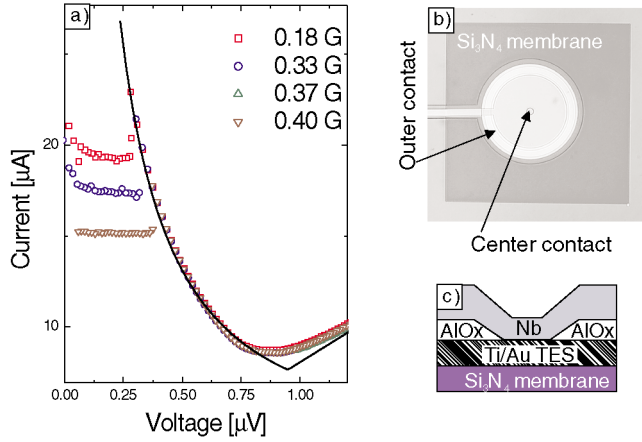 a)
0.18 G
0.33 G
0.37 G
0.40 G
20
10
Current [µA]
0.00
0.25
0.50
0.75
1.00
Voltage [µV]
b)
Si₃N₄ membrane
Outer contact
Center contact
c)
Nb
AlOx
AlOx
Ti/Au TES
Si₃N₄ membrane